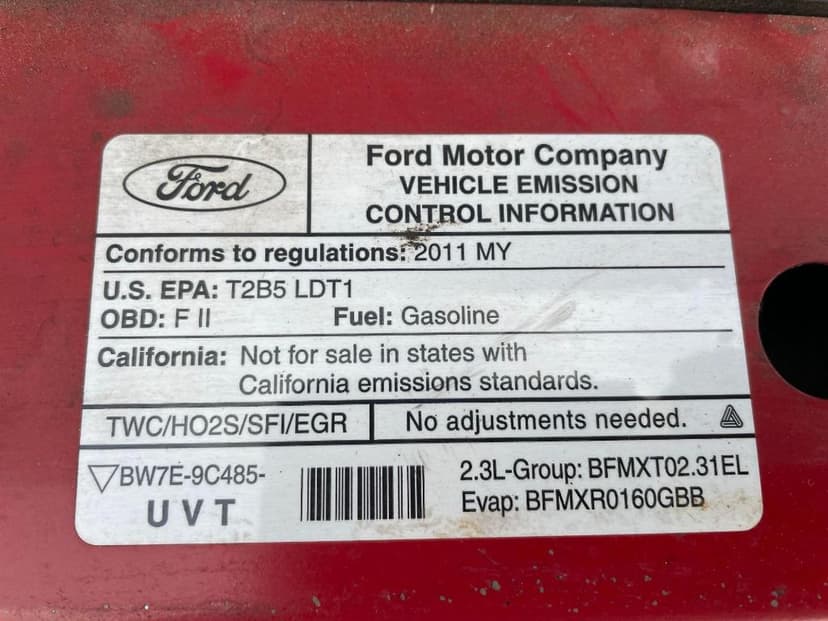 Ford
Ford Motor Company
VEHICLE EMISSION
CONTROL INFORMATION
Conforms to regulations: 2011 MY
U.S. EPA: T2B5 LDT1
OBD: F II Fuel: Gasoline
California: Not for sale in states with
California emissions standards.
TWC/HO2S/SFI/EGR No adjustments needed.
BW7E-9C485-
U V T
2.3L-Group: BFMXT02.31EL
Evap: BFMXR0160GBB